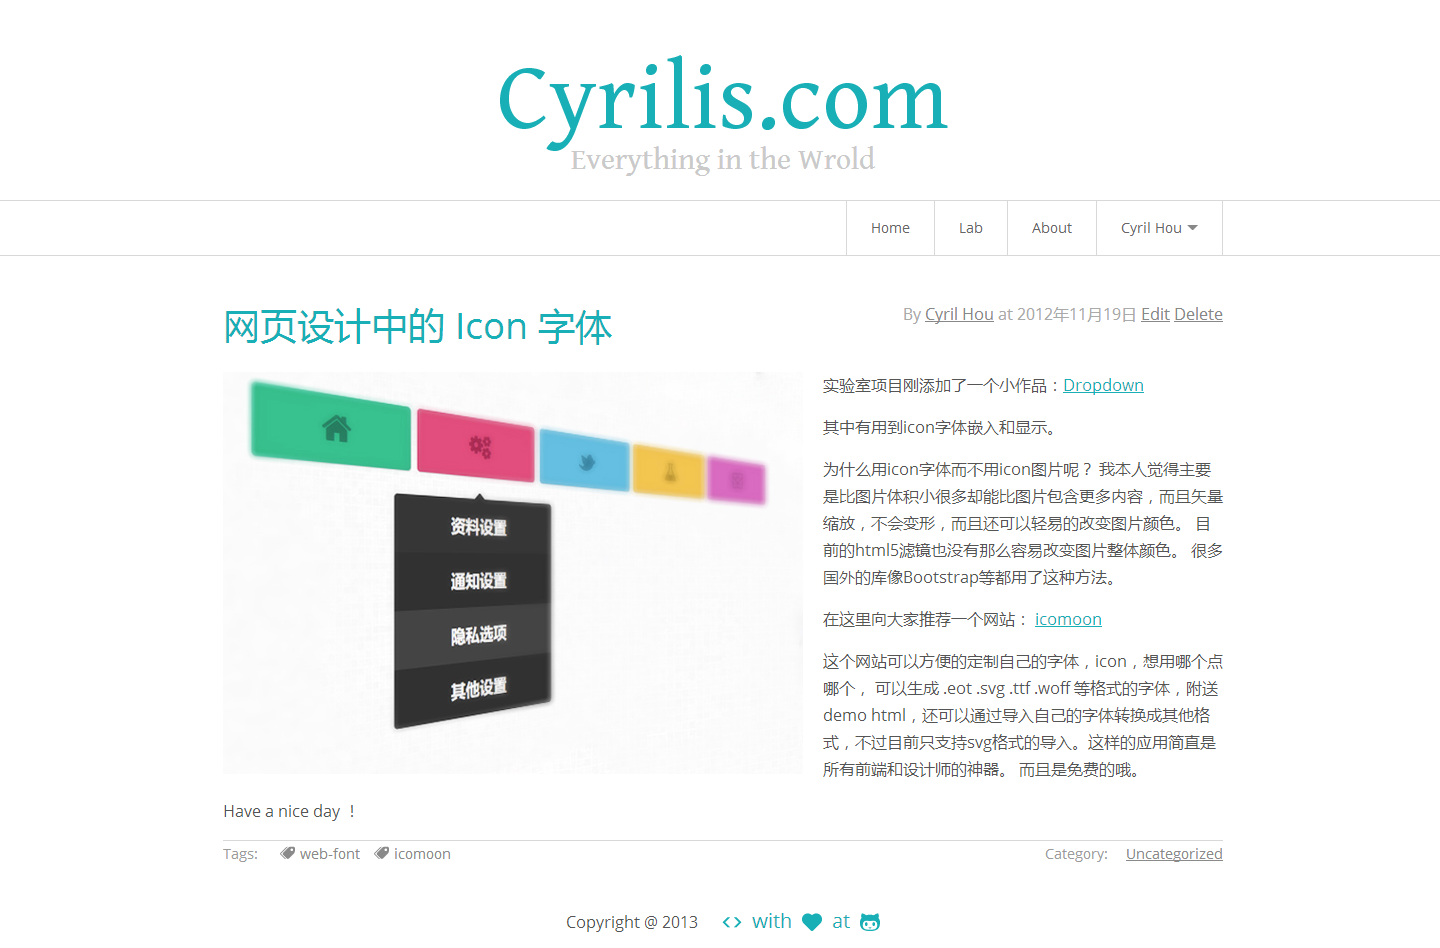 Cyrilis.com
Everything in the Wrold
Home Lab About Cyril Hou
网页设计中的 Icon 字体
By Cyril Hou at 2012年11月19日 Edit Delete
资料设置
通知设置
隐私选项
其他设置
实验室项目刚添加了一个小作品：Dropdown
其中有用到icon字体嵌入和显示。
为什么用icon字体而不用icon图片呢？ 我本人觉得主要
是比图片体积小很多却能比图片包含更多内容，而且矢量
缩放，不会变形，而且还可以轻易的改变图片颜色。 目
前的html5滤镜也没有那么容易改变图片整体颜色。 很多
国外的库像Bootstrap等都用了这种方法。
在这里向大家推荐一个网站： icomoon
这个网站可以方便的定制自己的字体，icon，想用哪个点
哪个， 可以生成 .eot .svg .ttf .woff 等格式的字体，附送
demo html，还可以通过导入自己的字体转换成其他格
式，不过目前只支持svg格式的导入。这样的应用简直是
所有前端和设计师的神器。 而且是免费的哦。
Have a nice day ！
Tags: web-font icomoon Category: Uncategorized
Copyright @ 2013 <> with at